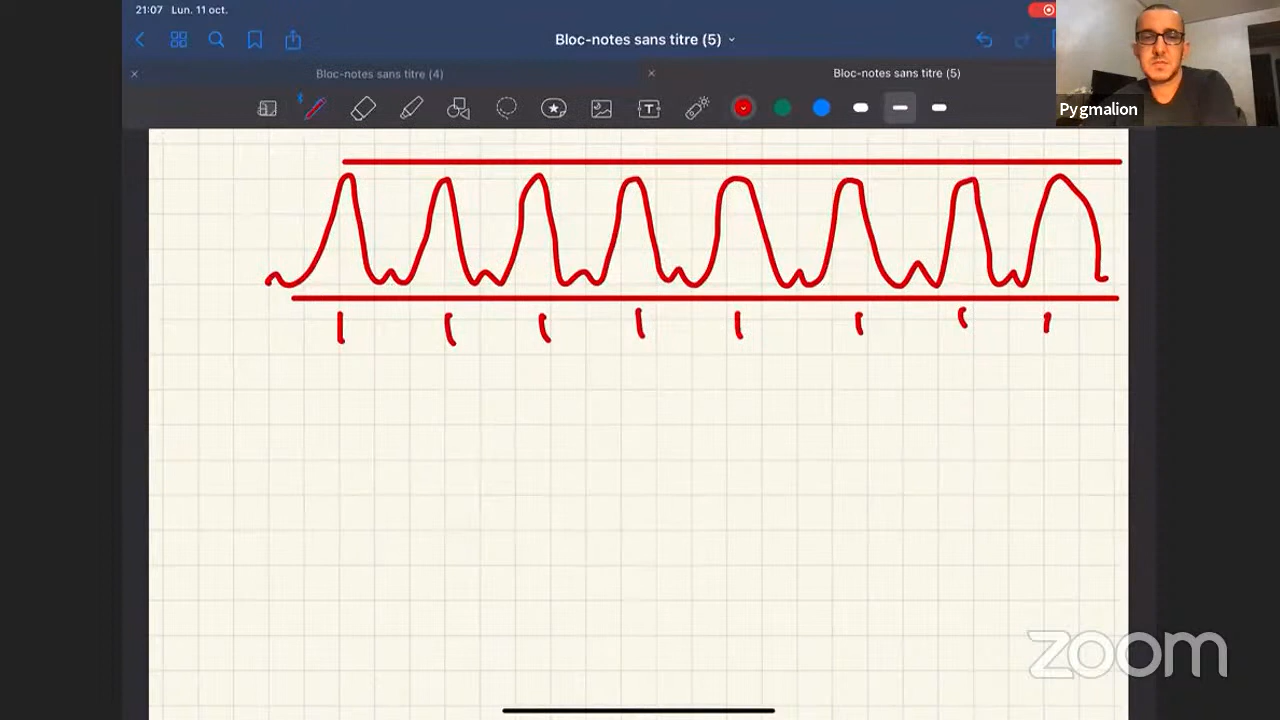 21:07 Lun. 11 oct.
Bloc-notes sans titre (5)
Bloc-notes sans titre (4)
Bloc-notes sans titre (5)
Pygmalion
zoom